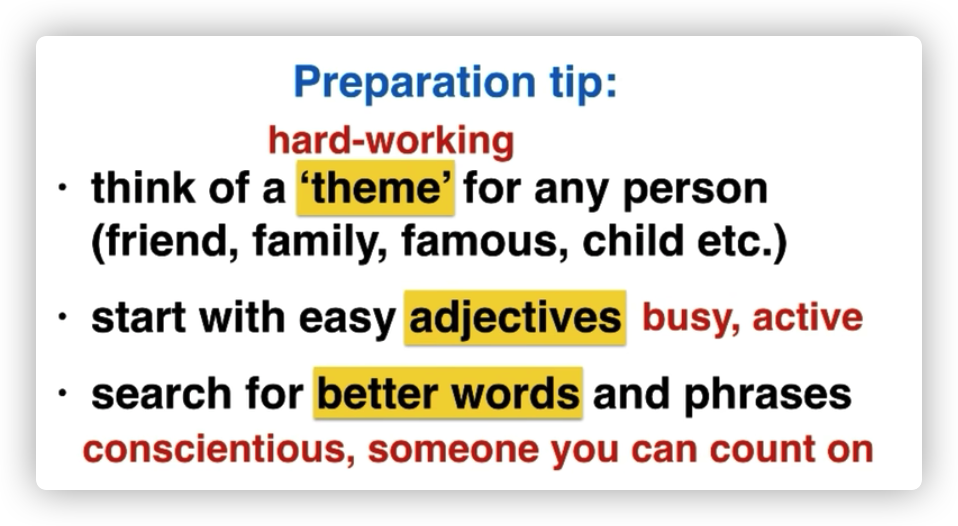 Preparation tip:
hard-working
· think of a ‘theme’ for any person
(friend, family, famous, child etc.)
· start with easy adjectives busy, active
· search for better words and phrases
conscientious, someone you can count on